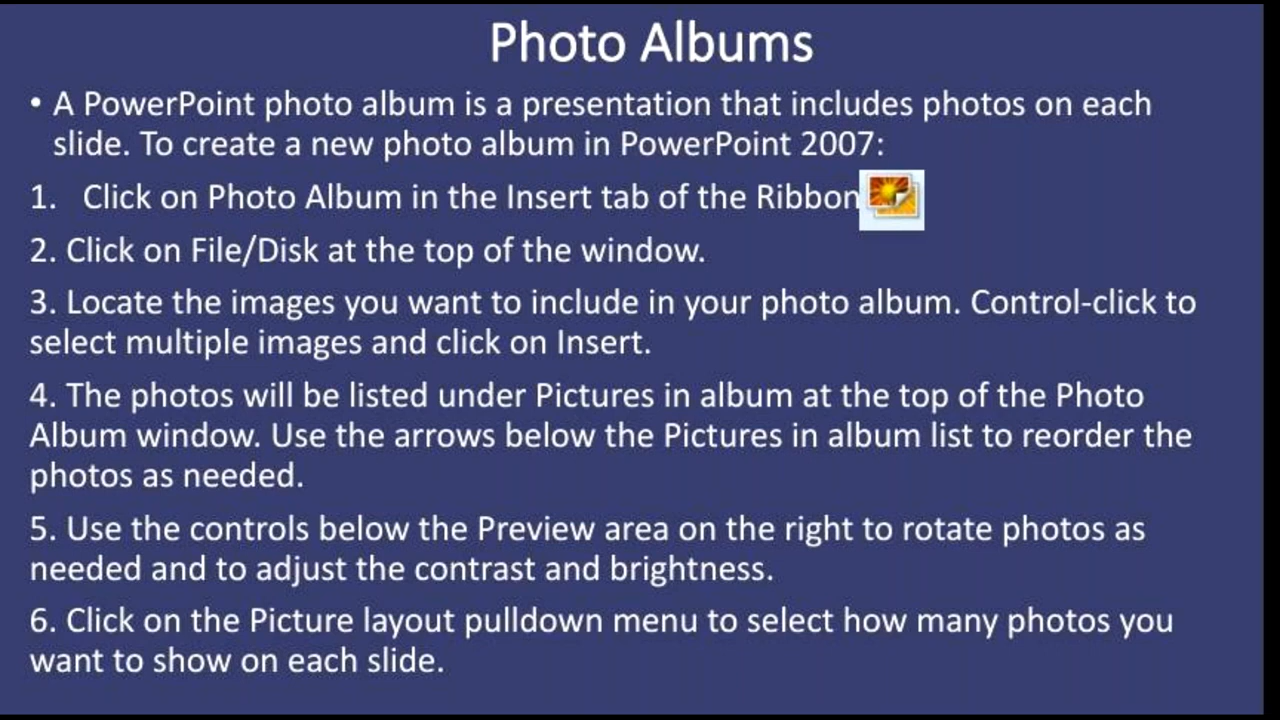 Photo Albums
• A PowerPoint photo album is a presentation that includes photos on each
slide. To create a new photo album in PowerPoint 2007:
1. Click on Photo Album in the Insert tab of the Ribbon
2. Click on File/Disk at the top of the window.
3. Locate the images you want to include in your photo album. Control-click to
select multiple images and click on Insert.
4. The photos will be listed under Pictures in album at the top of the Photo
Album window. Use the arrows below the Pictures in album list to reorder the
photos as needed.
5. Use the controls below the Preview area on the right to rotate photos as
needed and to adjust the contrast and brightness.
6. Click on the Picture layout pulldown menu to select how many photos you
want to show on each slide.